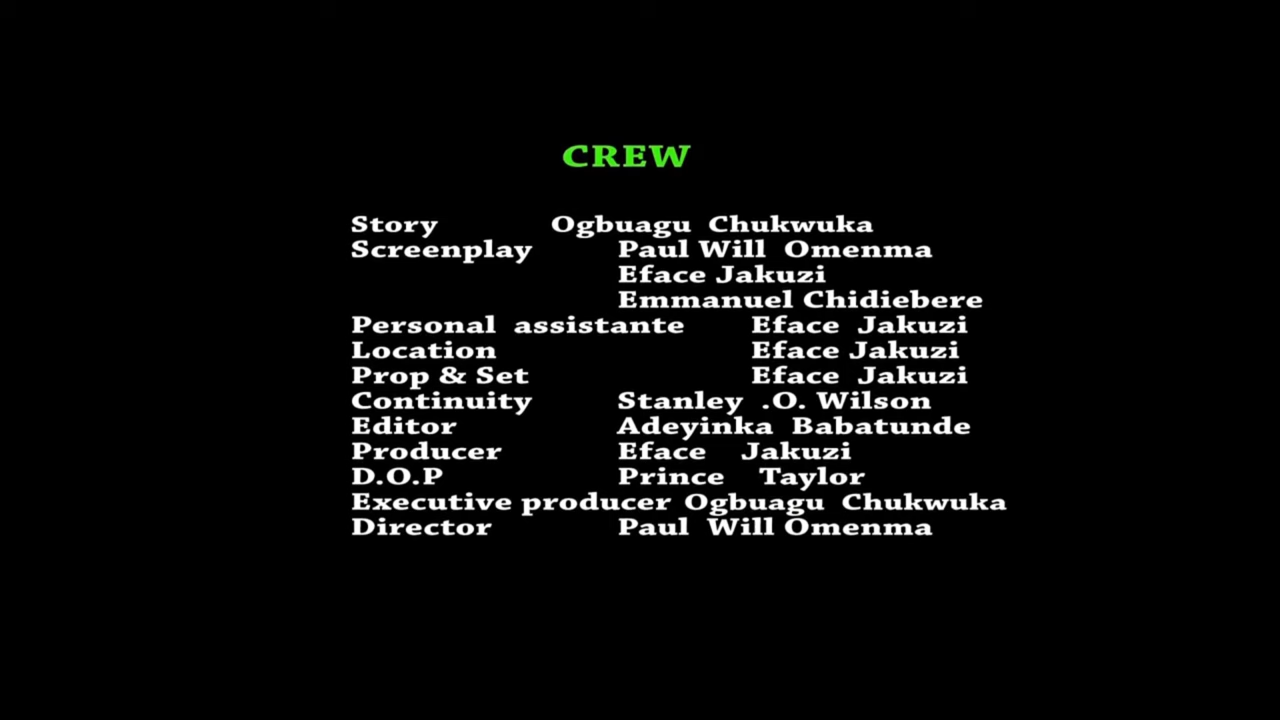 CREW
Story Ogbuagu Chukwuka
Screenplay Paul Will Omenma
Eface Jakuzi
Emmanuel Chidiebere
Personal assistante Eface Jakuzi
Location Eface Jakuzi
Prop & Set Eface Jakuzi
Continuity Stanley .O. Wilson
Editor Adeyinka Babatunde
Producer Eface Jakuzi
D.O.P Prince Taylor
Executive producer Ogbuagu Chukwuka
Director Paul Will Omenma